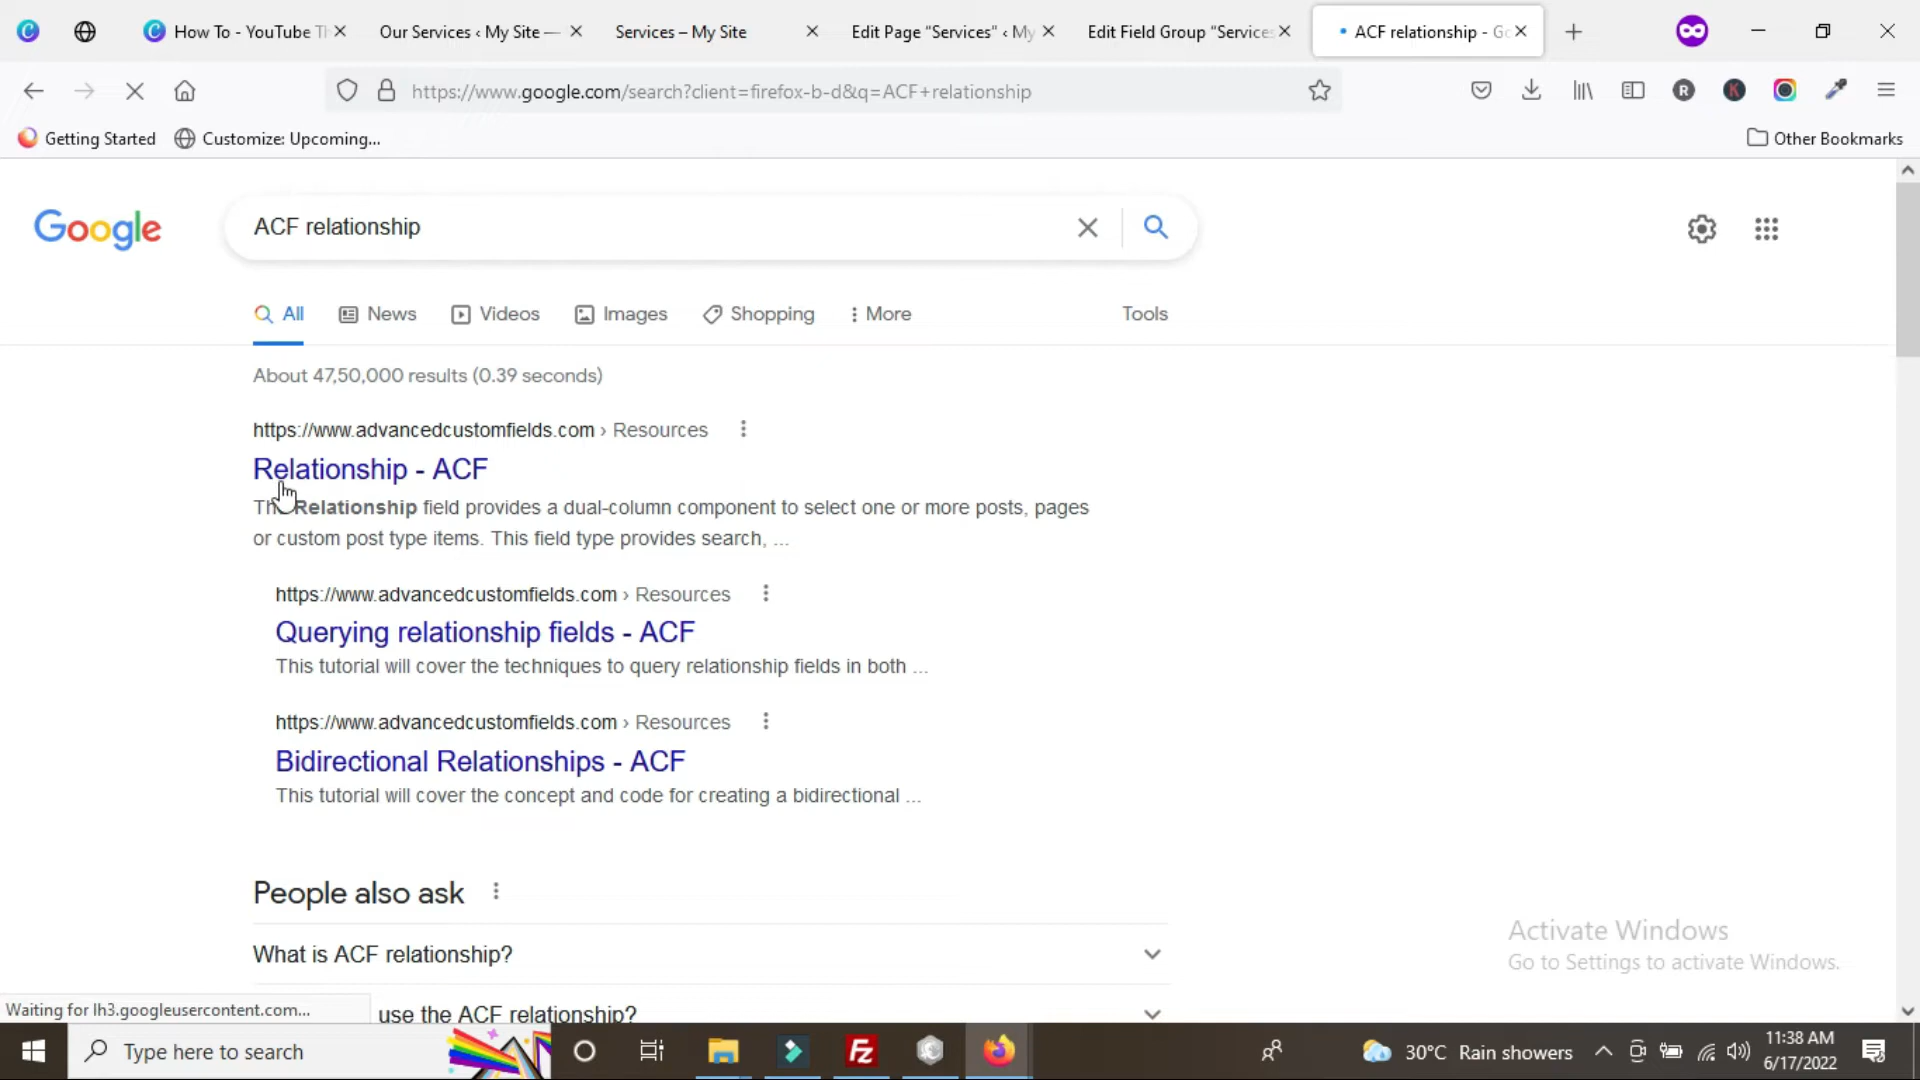 How To - YouTube Th
Our Services ‹ My Site —
Services – My Site
Edit Page “Services” ‹ My
Edit Field Group “Services
ACF relationship - Go
https://www.google.com/search?client=firefox-b-d&q=ACF+relationship
Getting Started
Customize: Upcoming...
Other Bookmarks
Google
ACF relationship
All
News
Videos
Images
Shopping
More
Tools
About 47,50,000 results (0.39 seconds)
https://www.advancedcustomfields.com › Resources
Relationship - ACF
Relationship field provides a dual-column component to select one or more posts, pages
or custom post type items. This field type provides search, ...
https://www.advancedcustomfields.com › Resources
Querying relationship fields - ACF
This tutorial will cover the techniques to query relationship fields in both ...
https://www.advancedcustomfields.com › Resources
Bidirectional Relationships - ACF
This tutorial will cover the concept and code for creating a bidirectional ...
People also ask
What is ACF relationship?
use the ACF relationship?
Activate Windows
Go to Settings to activate Windows.
Waiting for lh3.googleusercontent.com...
Type here to search
30°C Rain showers
11:38 AM
6/17/2022